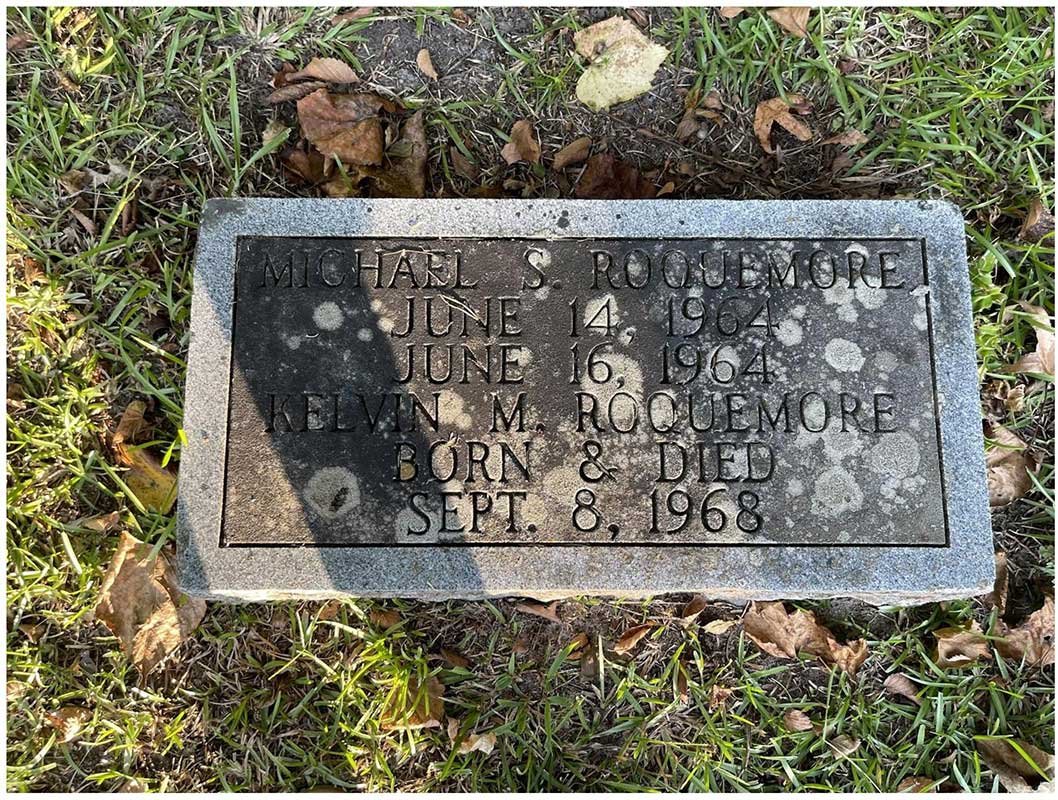 MICHAEL S. ROQUEMORE
JUNE 14, 1964
JUNE 16, 1964
KELVIN M. ROQUEMORE
BORN & DIED
SEPT. 8, 1968